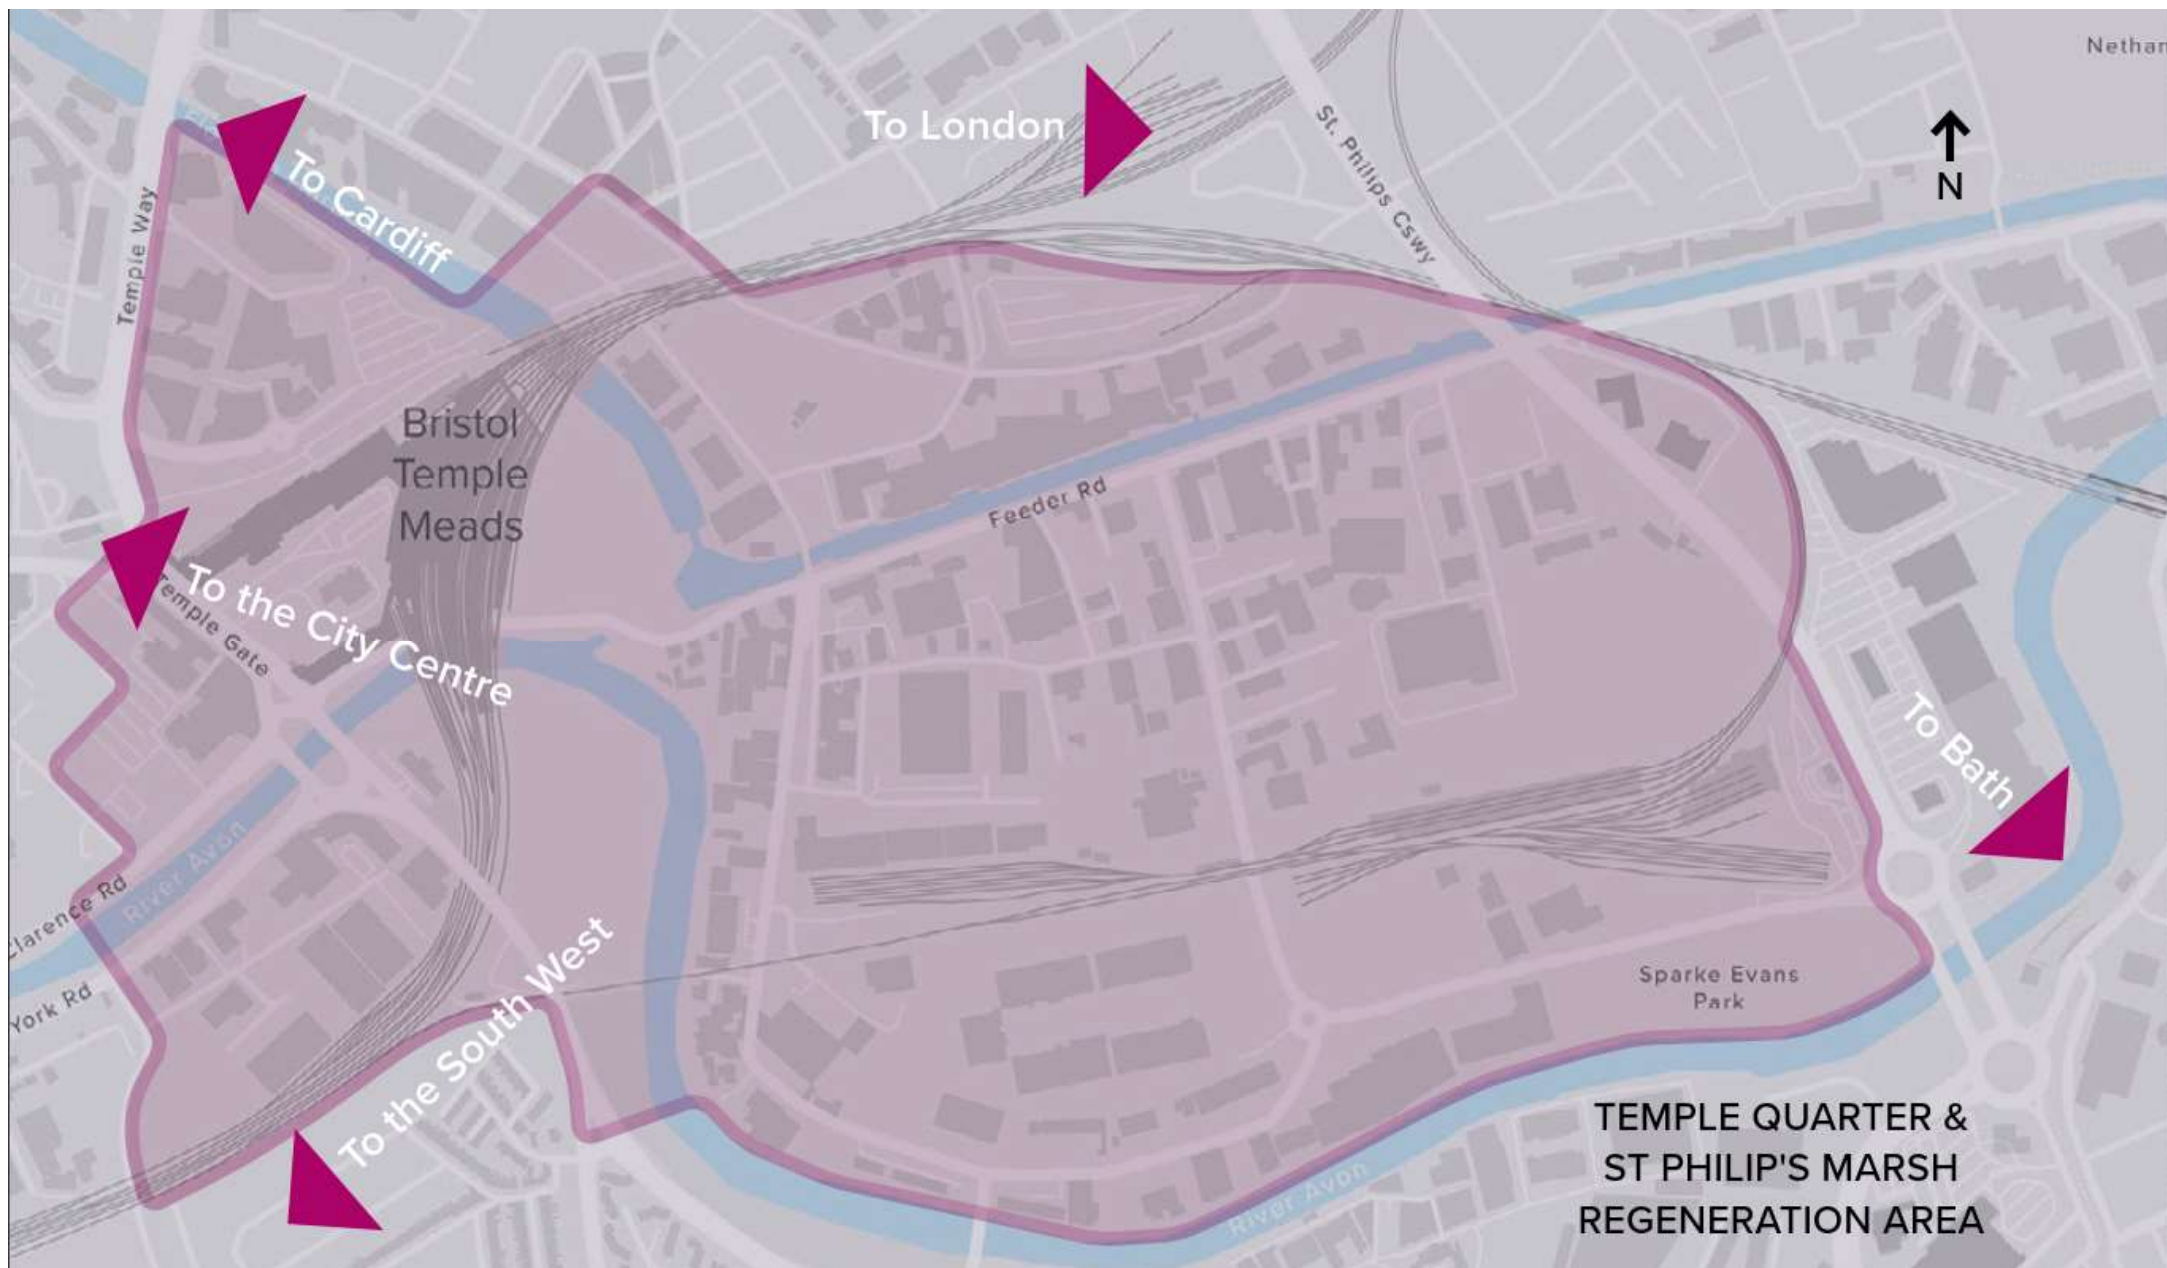 Nethar
To London
N
St. Philips Cswy
To Cardiff
Temple Way
Bristol
Temple
Meads
Feeder Rd
To the City Centre
Temple Gate
To Bath
River Avon
Clarence Rd
York Rd
To the South West
Sparke Evans
Park
River Avon
TEMPLE QUARTER &
ST PHILIP'S MARSH
REGENERATION AREA